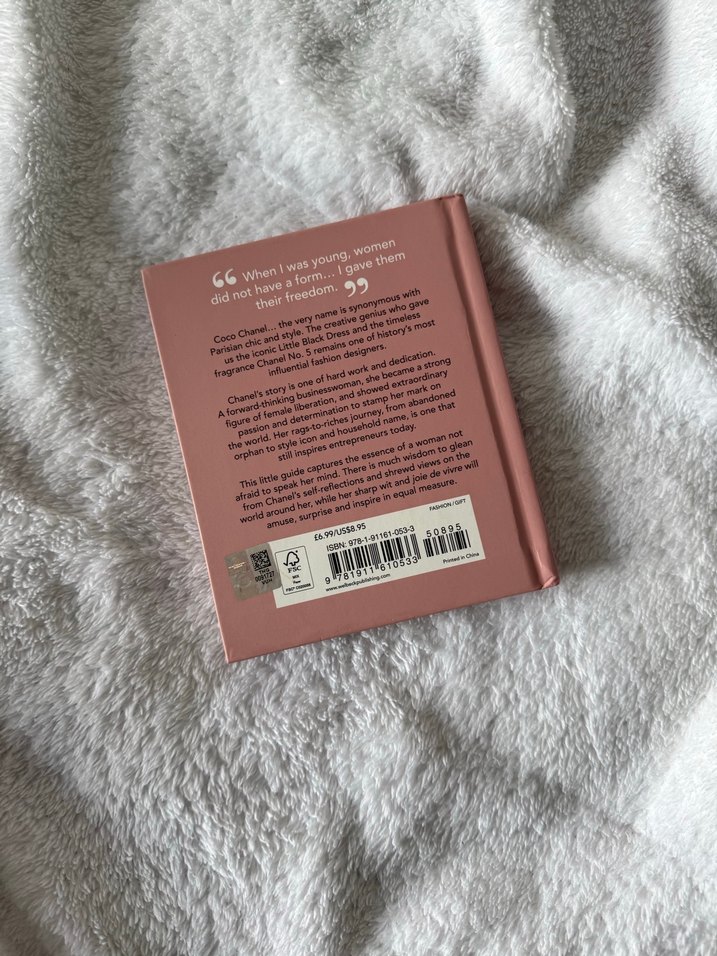 “ When I was young, women
did not have a form... I gave them
their freedom. ”
Coco Chanel... the very name is synonymous with
Parisian chic and style. The creative genius who gave
us the iconic Little Black Dress and the timeless
fragrance Chanel No. 5 remains one of history's most
influential fashion designers.
Chanel's story is one of hard work and dedication.
A forward-thinking businesswoman, she became a strong
figure of female liberation, and showed extraordinary
passion and determination to stamp her mark on
the world. Her rags-to-riches journey, from abandoned
orphan to style icon and household name, is one that
still inspires entrepreneurs today.
This little guide captures the essence of a woman not
afraid to speak her mind. There is much wisdom to glean
from Chanel's self-reflections and shrewd views on the
world around her, while her sharp wit and joie de vivre will
amuse, surprise and inspire in equal measure.
FASHION / GIFT
£6.99/US$8.95
ISBN: 978-1-91161-053-3
50895
9 781911 610533
www.welbeckpublishing.com
Printed in China
FSC
MIX
Paper
0091727